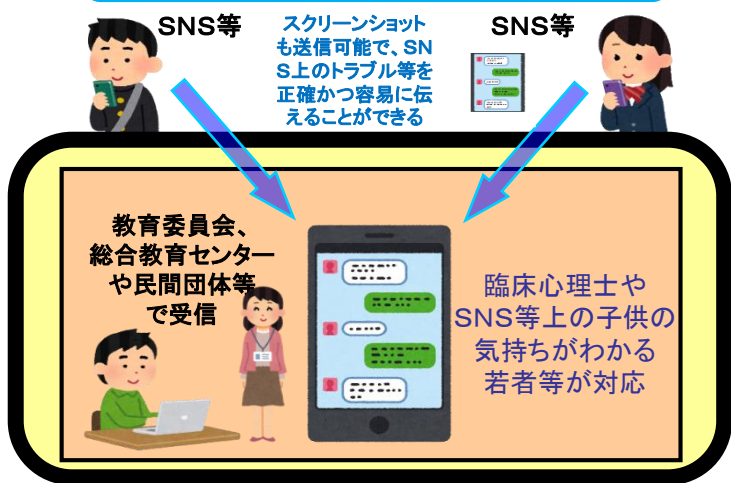 SNS等
スクリーンショット
も送信可能で、SN
S上のトラブル等を
正確かつ容易に伝
えることができる
SNS等
教育委員会、
総合教育センター
や民間団体等
で受信
臨床心理士や
SNS等上の子供の
気持ちがわかる
若者等が対応